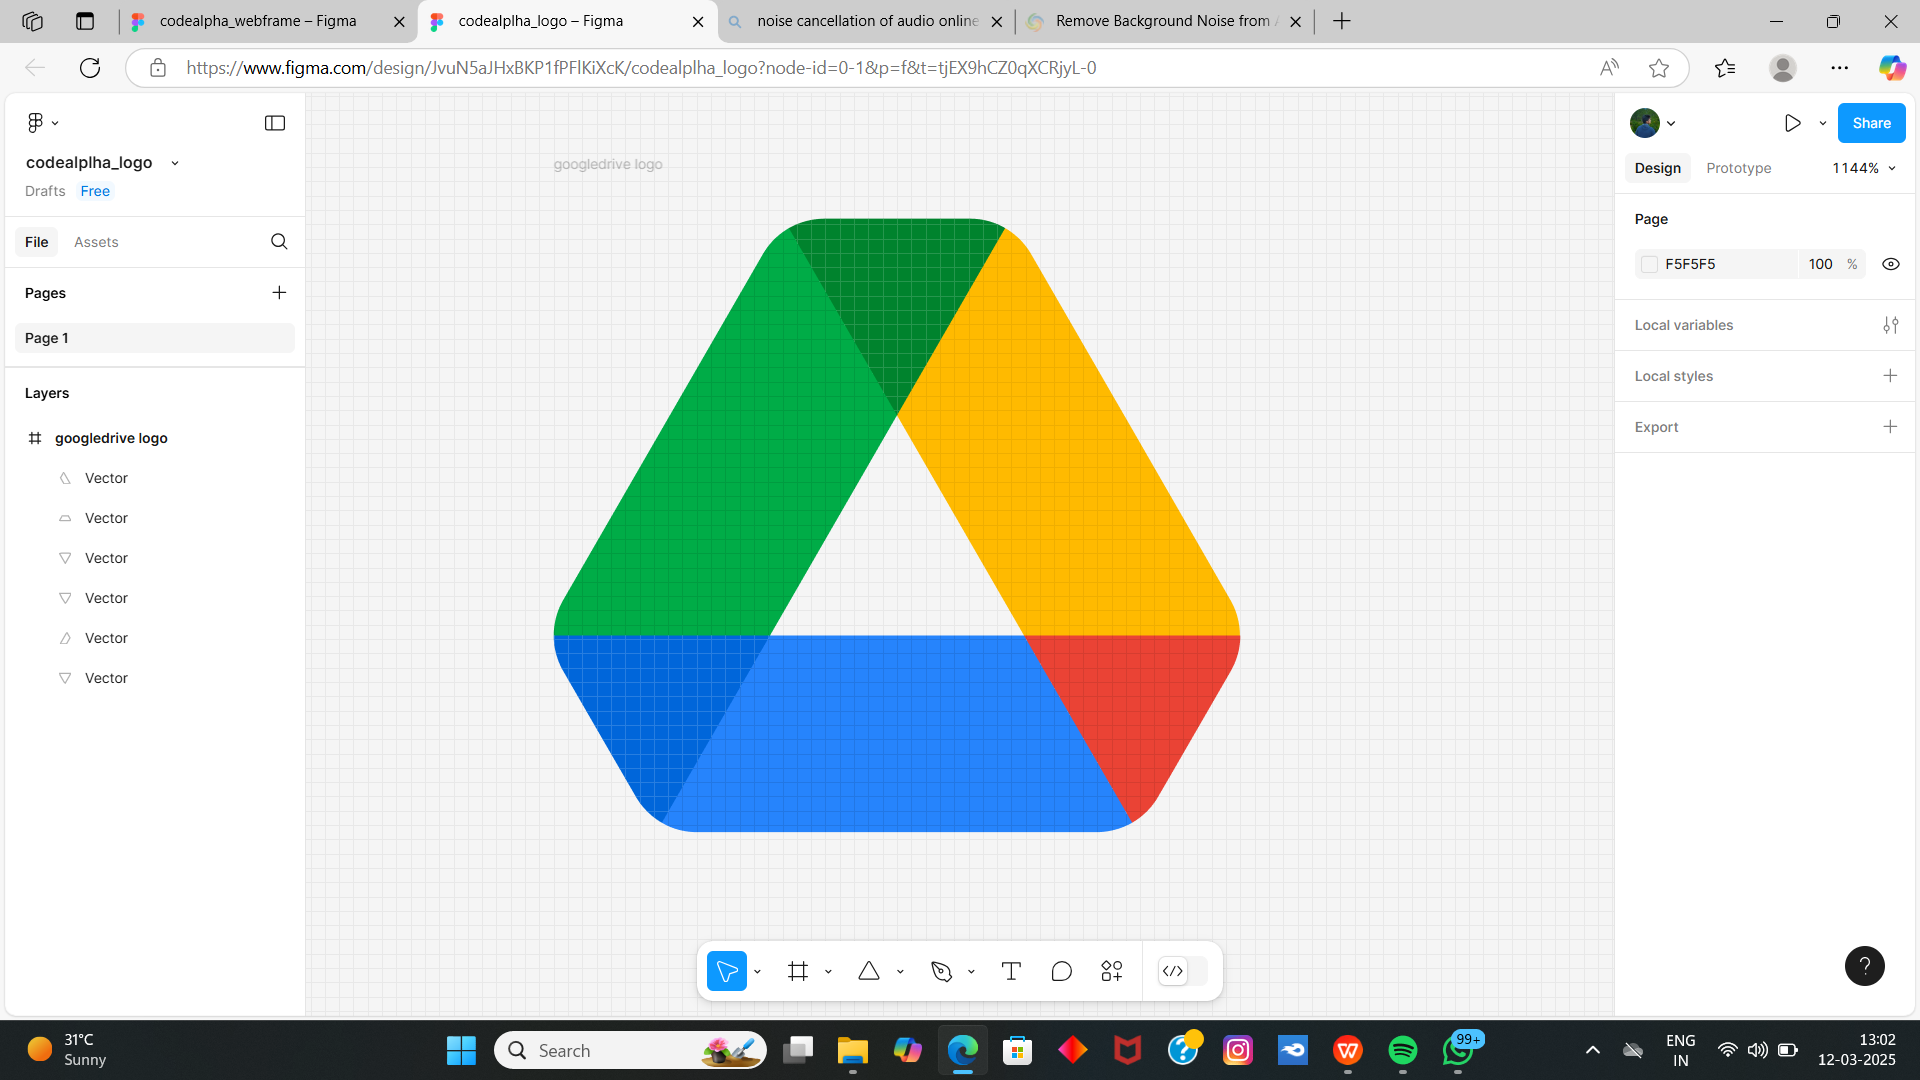 codealpha_webframe – Figma
codealplha_logo – Figma
noise cancellation of audio online
Remove Background Noise from
https://www.figma.com/design/JvuN5aJHxBKP1fPFlKiXcK/codealplha_logo?node-id=0-1&p=f&t=tjEX9hCZ0qXCRjyL-0
codealplha_logo
Drafts Free
File Assets
Pages
Page 1
Layers
googledrive logo
Vector
Vector
Vector
Vector
Vector
Vector
googledrive logo
Share
Design Prototype 1144%
Page
F5F5F5 100 %
Local variables
Local styles
Export
?
31°C
Sunny
Search
99+
ENG
IN
13:02
12-03-2025